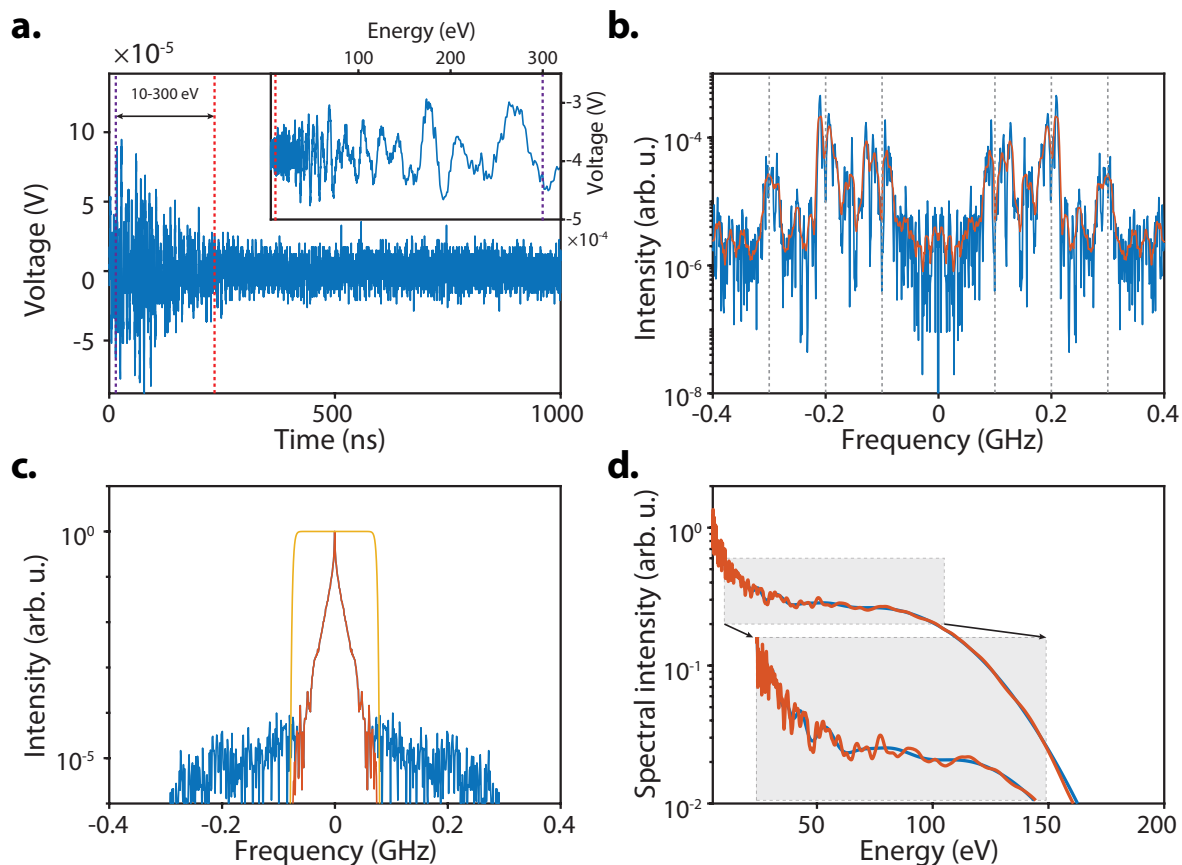 a.
×10-5
10-300 eV
Voltage (V)
10
5
0
-5
0
500
1000
Time (ns)
Energy (eV)
100
200
300
-3
-4
-5
Voltage (V)
×10-4
b.
Intensity (arb. u.)
10-4
10-6
10-8
-0.4
-0.2
0
0.2
0.4
Frequency (GHz)
c.
Intensity (arb. u.)
100
10-5
-0.4
-0.2
0
0.2
0.4
Frequency (GHz)
d.
Spectral intensity (arb. u.)
100
10-1
10-2
50
100
150
200
Energy (eV)